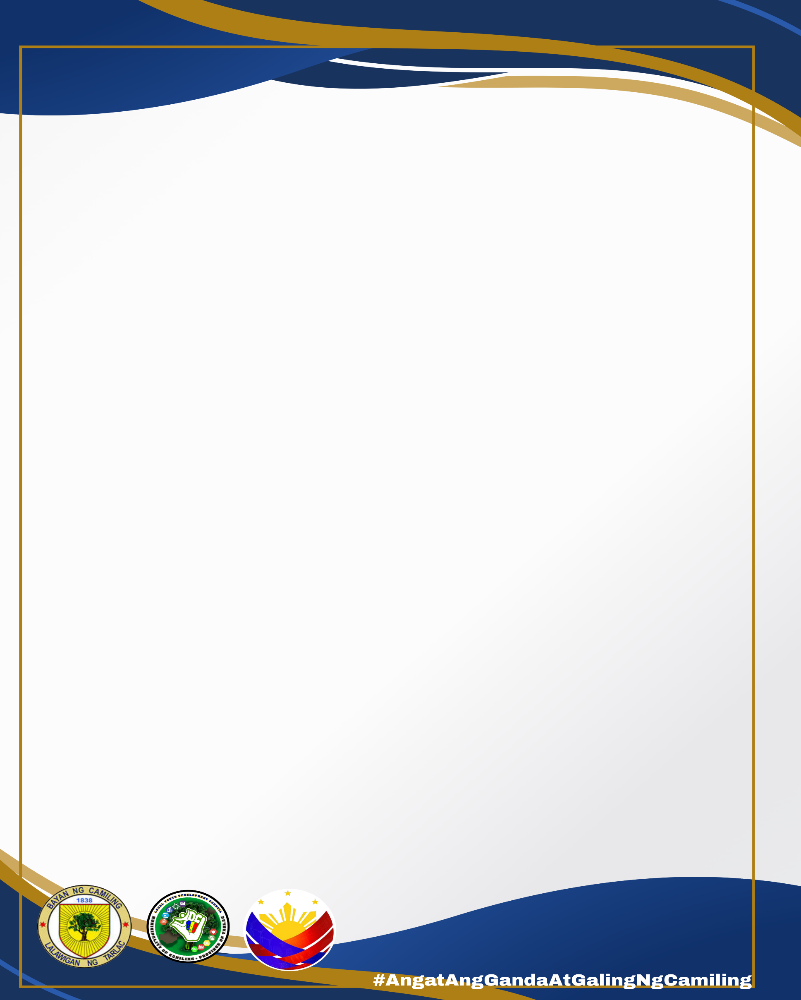 BAYAN NG CAMILING
1838
LALAWIGAN NG TARLAC
LOCAL YOUTH DEVELOPMENT COUNCIL
MUNICIPALITY OF CAMILING • PROVINCE OF TARLAC
#AngatAngGandaAtGalingNgCamiling